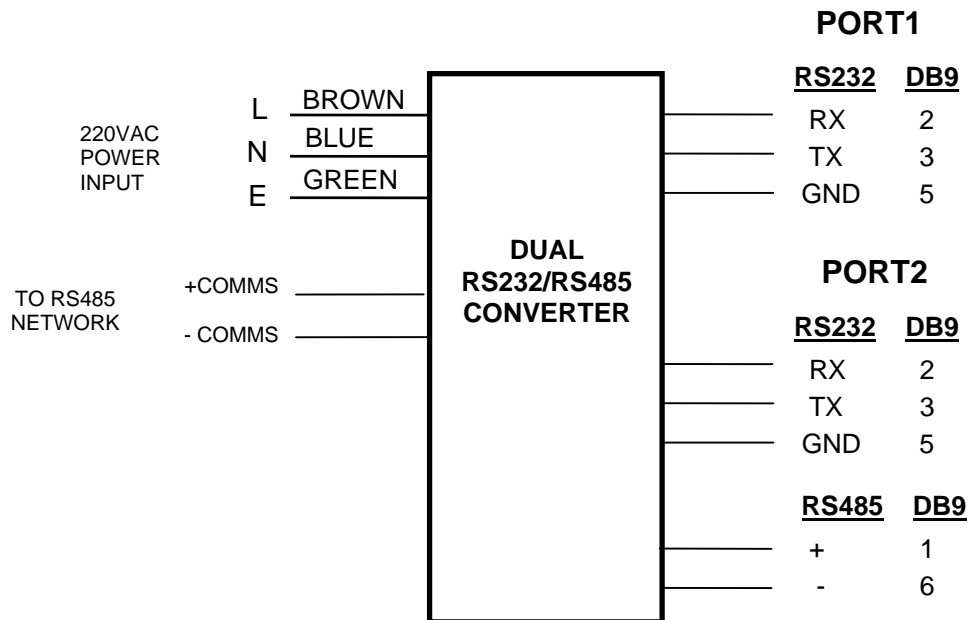 PORT1
RS232 DB9
RX 2
TX 3
GND 5
L BROWN
N BLUE
E GREEN
220VAC
POWER
INPUT
DUAL
RS232/RS485
CONVERTER
+COMMS
- COMMS
TO RS485
NETWORK
PORT2
RS232 DB9
RX 2
TX 3
GND 5
RS485 DB9
+ 1
- 6